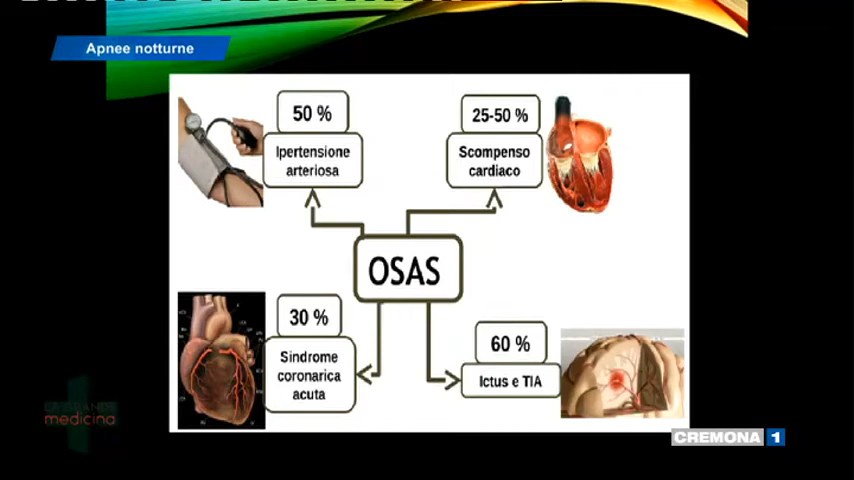 Apnee notturne
50 %
Ipertensione
arteriosa
25-50 %
Scompenso
cardiaco
OSAS
30 %
Sindrome
coronarica
acuta
60 %
Ictus e TIA
medicina
CREMONA 1